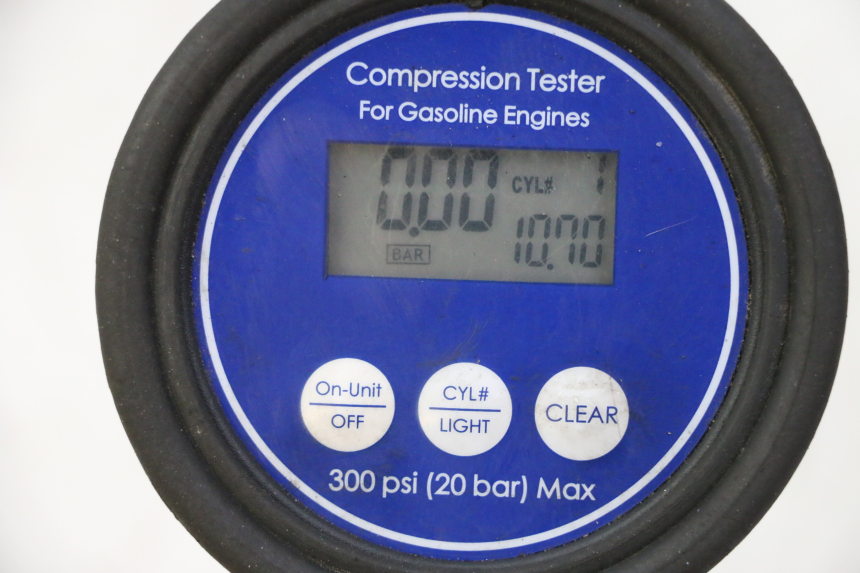 Compression Tester
For Gasoline Engines
0.00 CYL# 1
BAR 10.70
On-Unit CYL# CLEAR
OFF LIGHT
300 psi (20 bar) Max